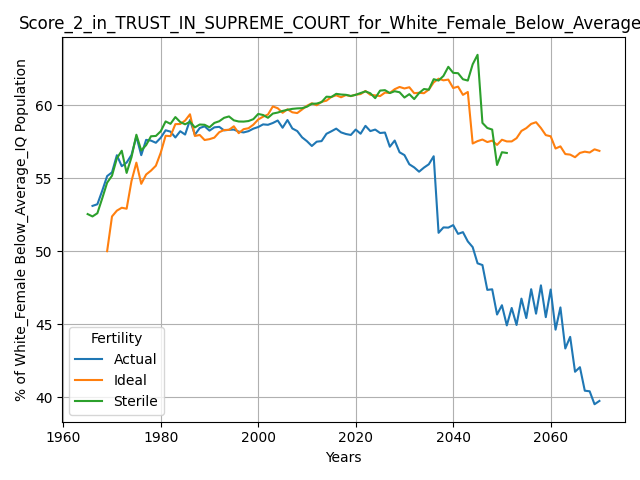 Score_2_in_TRUST_IN_SUPREME_COURT_for_White_Female_Below_Average
% of White_Female Below_Average_IQ Population
60
55
50
45
40
Fertility
Actual
Ideal
Sterile
1960
1980
2000
2020
2040
2060
Years